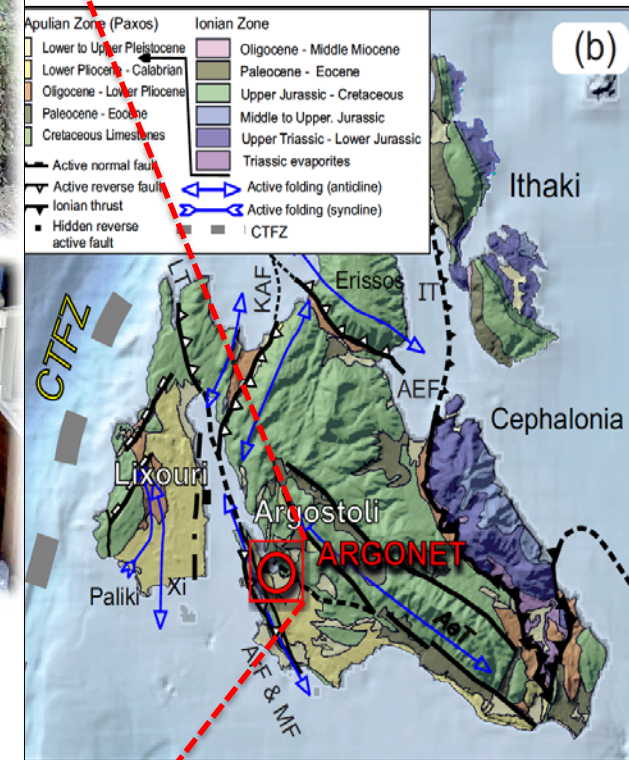 Apulian Zone (Paxos)
Lower to Upper Pleistocene
Lower Pliocene - Calabrian
Oligocene - Lower Pliocene
Paleocene - Eocene
Cretaceous Limestones
Active normal fault
Active reverse fault
Ionian thrust
Hidden reverse
active fault
Ionian Zone
Oligocene - Middle Miocene
Paleocene - Eocene
Upper Jurassic - Cretaceous
Middle to Upper. Jurassic
Upper Triassic - Lower Jurassic
Triassic evaporites
Active folding (anticline)
Active folding (syncline)
CTFZ
(b)
Ithaki
Erissos
LT
KAF
IT
CTFZ
AEF
Cephalonia
Lixouri
Argostoli
ARGONET
Paliki
Xi
AeT
AIF & MF